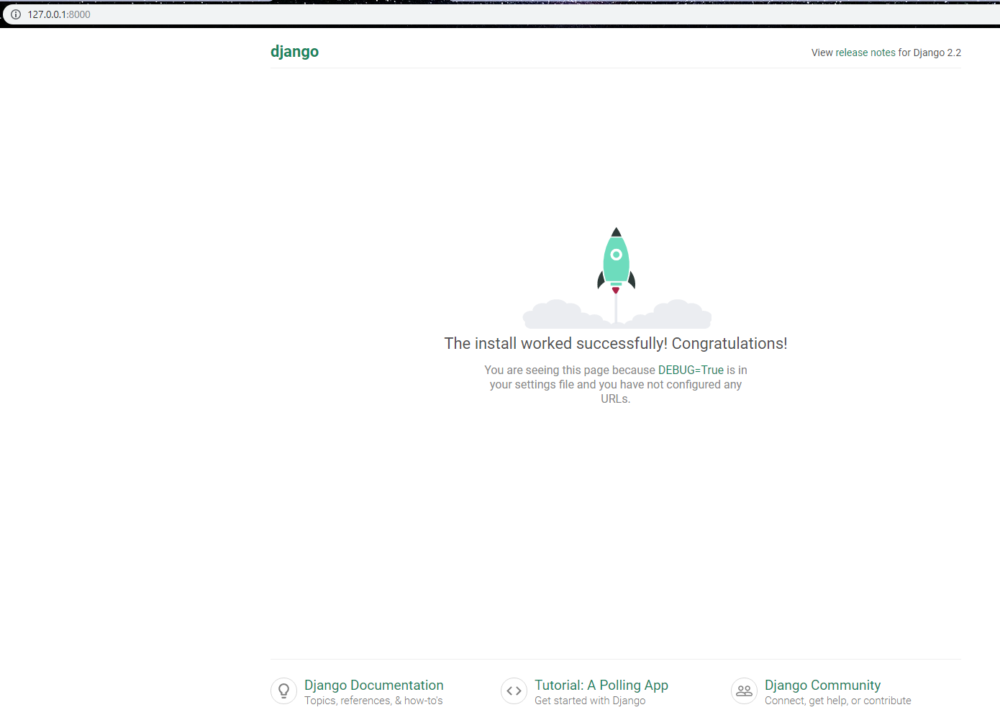 127.0.0.1:8000
django
View release notes for Django 2.2
The install worked successfully! Congratulations!
You are seeing this page because DEBUG=True is in
your settings file and you have not configured any
URLs.
Django Documentation
Topics, references, & how-to's
Tutorial: A Polling App
Get started with Django
Django Community
Connect, get help, or contribute